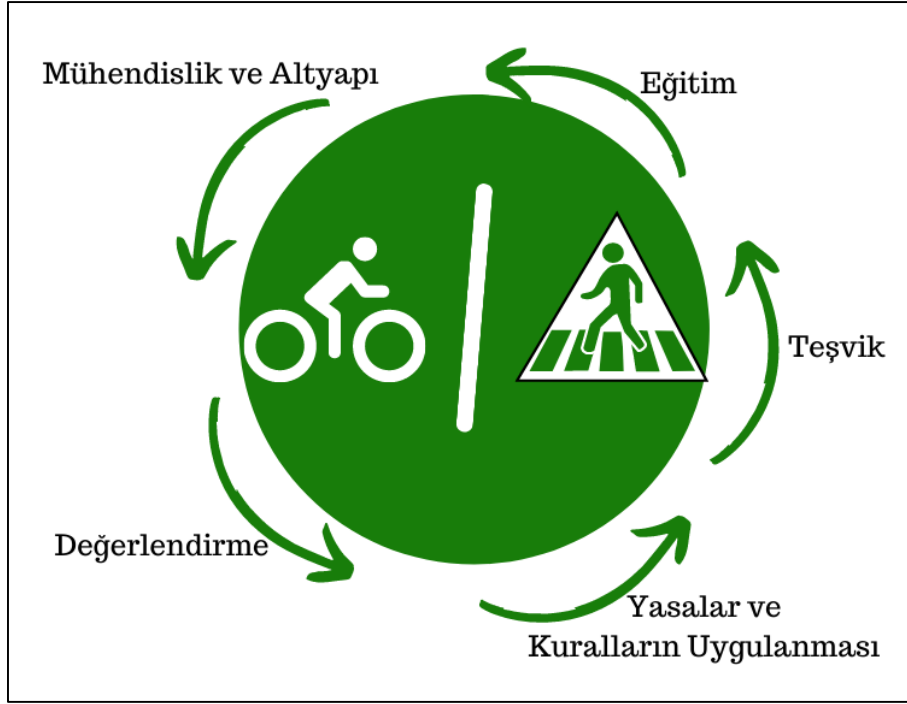 Mühendislik ve Altyapı
Eğitim
Teşvik
Değerlendirme
Yasalar ve
Kuralların Uygulanması